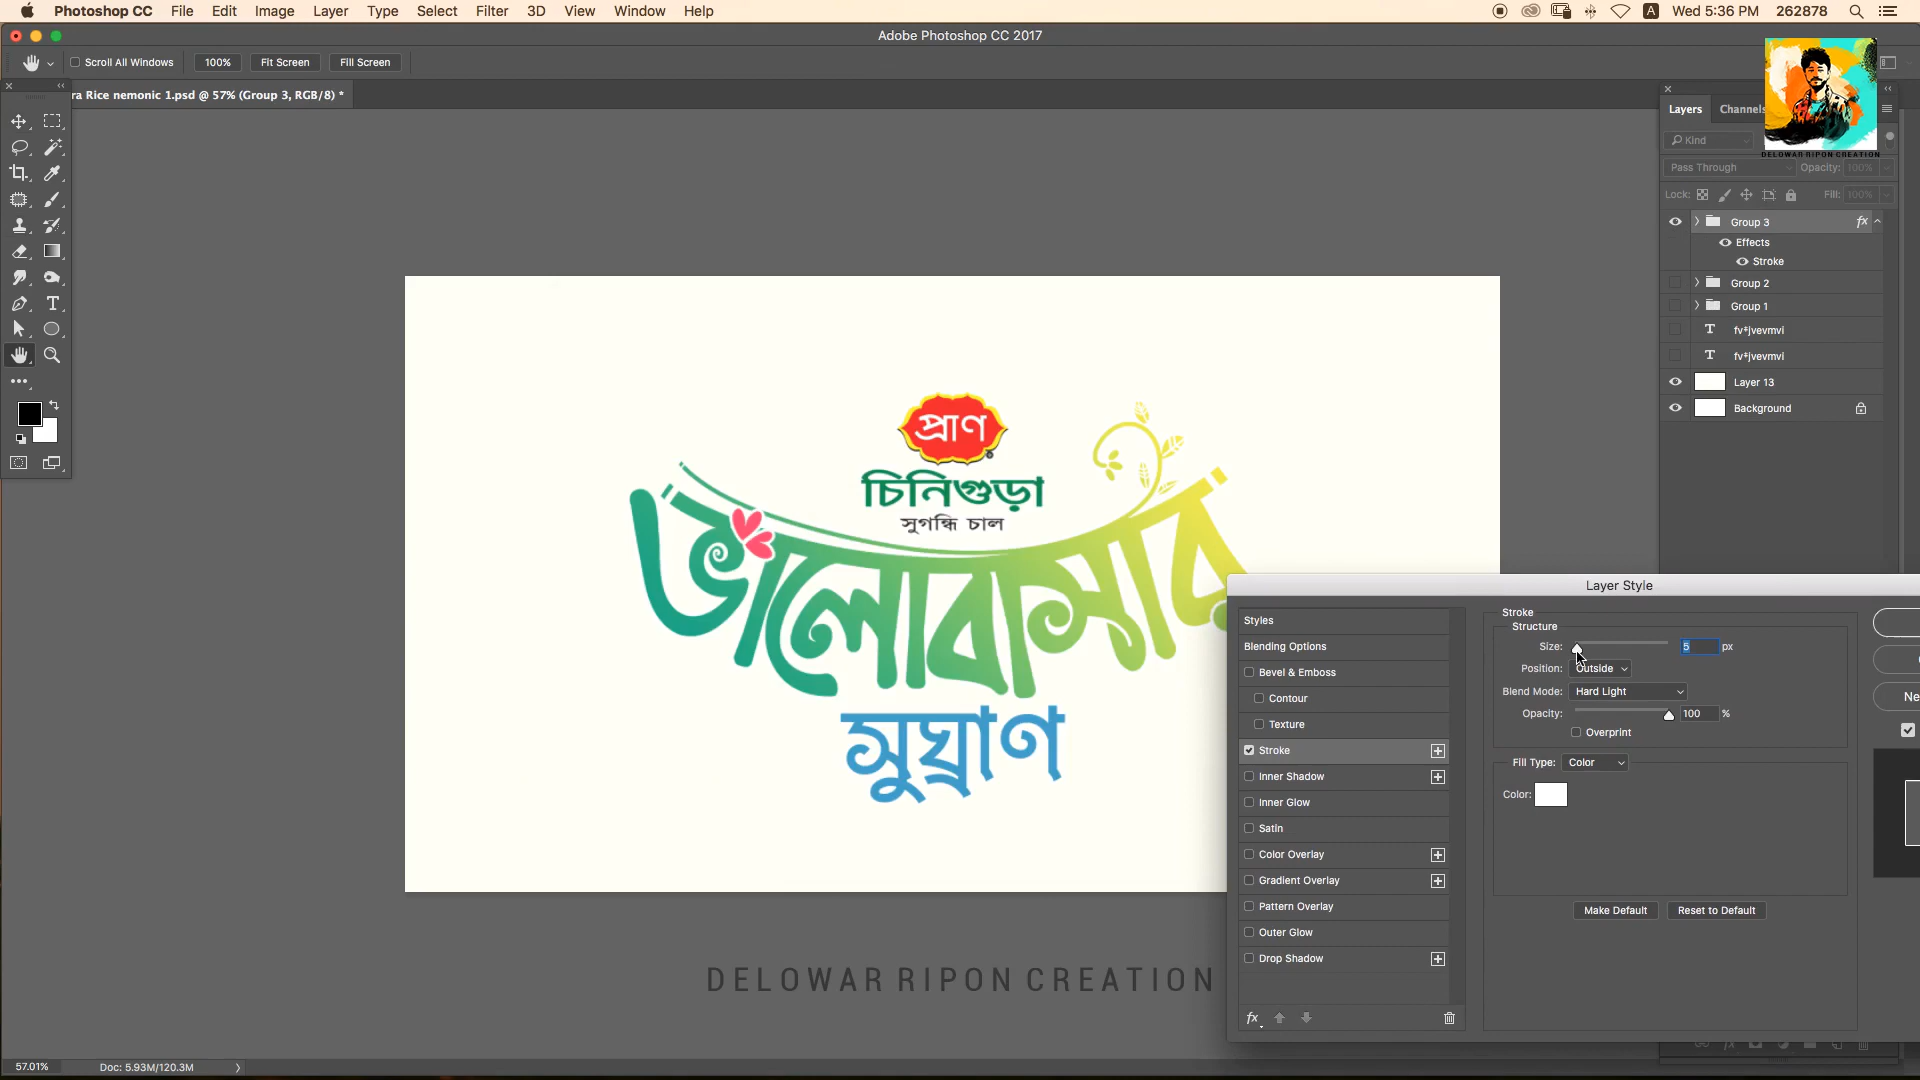 Photoshop CC File Edit Image Layer Type Select Filter 3D View Window Help A Wed 5:36 PM 262878
Adobe Photoshop CC 2017
Scroll All Windows 100% Fit Screen Fill Screen
ra Rice nemonic 1.psd @ 57% (Group 3, RGB/8) *
Layers Channels
Kind
DELOWAR RIPON CREATION
Pass Through Opacity: 100%
Lock: Fill: 100%
Group 3 fx
Effects
Stroke
Group 2
Group 1
T fv*jvevmvi
T fv*jvevmvi
Layer 13
Background
প্রাণ
®
চিনিগুড়া
সুগন্ধি চাল
ভালোবাসার
সুঘ্রাণ
Layer Style
Styles
Blending Options
Bevel & Emboss
Contour
Texture
Stroke
Inner Shadow
Inner Glow
Satin
Color Overlay
Gradient Overlay
Pattern Overlay
Outer Glow
Drop Shadow
fx
Stroke
Structure
Size: 5 px
Position: Outside
Blend Mode: Hard Light
Opacity: 100 %
Overprint
Fill Type: Color
Color:
Make Default Reset to Default
Ne
DELOWAR RIPON CREATION
57.01% Doc: 5.93M/120.3M